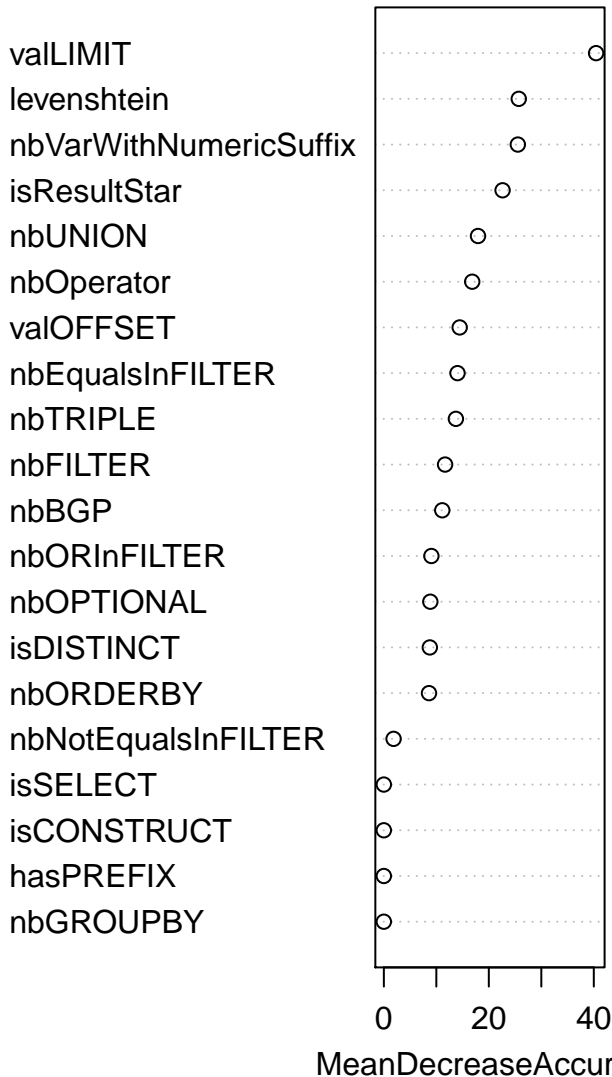 valLIMIT
levenshtein
nbVarWithNumericSuffix
isResultStar
nbUNION
nbOperator
valOFFSET
nbEqualsInFILTER
nbTRIPLE
nbFILTER
nbBGP
nbORInFILTER
nbOPTIONAL
isDISTINCT
nbORDERBY
nbNotEqualsInFILTER
isSELECT
isCONSTRUCT
hasPREFIX
nbGROUPBY
0 20 40
MeanDecreaseAccur